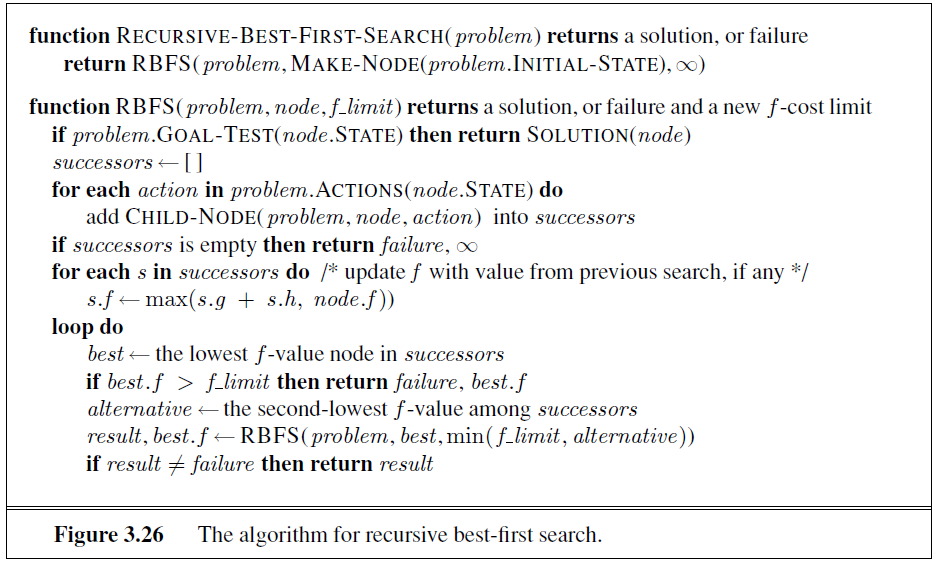 function RECURSIVE-BEST-FIRST-SEARCH(problem) returns a solution, or failure
return RBFS(problem, MAKE-NODE(problem.INITIAL-STATE), ∞)
function RBFS(problem, node, f_limit) returns a solution, or failure and a new f-cost limit
if problem.GOAL-TEST(node.STATE) then return SOLUTION(node)
successors ← [ ]
for each action in problem.ACTIONS(node.STATE) do
add CHILD-NODE(problem, node, action) into successors
if successors is empty then return failure, ∞
for each s in successors do /* update f with value from previous search, if any */
s.f ← max(s.g + s.h, node.f))
loop do
best ← the lowest f-value node in successors
if best.f > f_limit then return failure, best.f
alternative ← the second-lowest f-value among successors
result, best.f ← RBFS(problem, best, min(f_limit, alternative))
if result ≠ failure then return result
Figure 3.26 The algorithm for recursive best-first search.